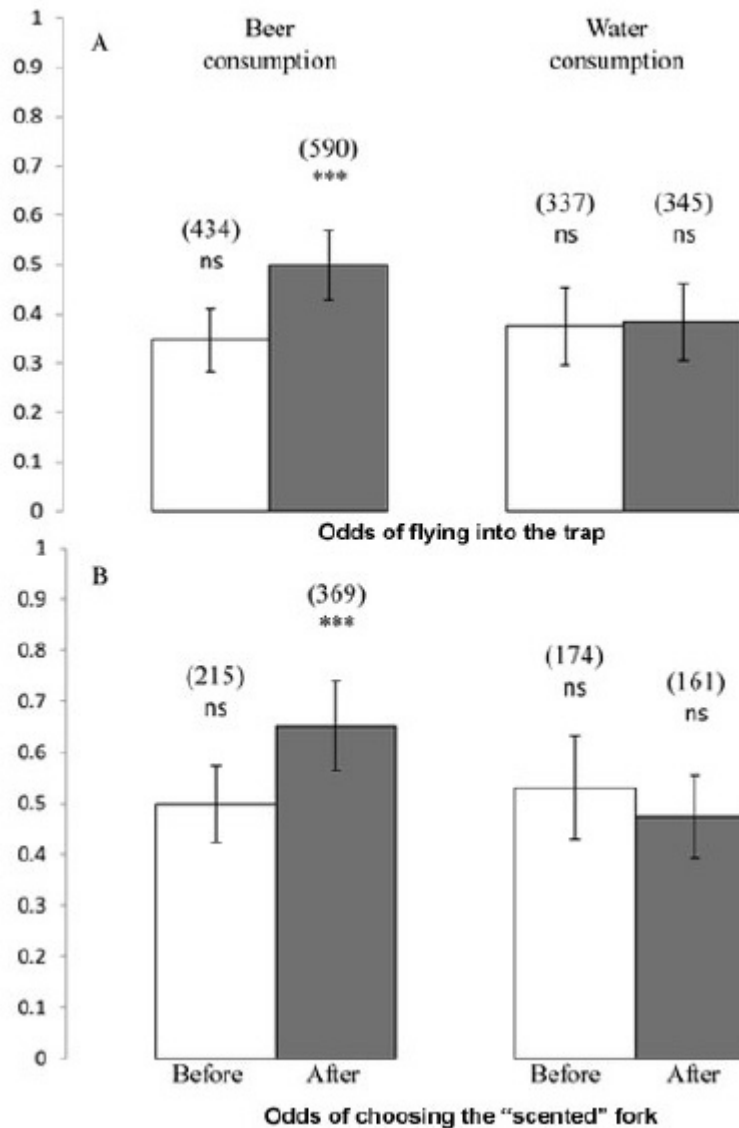 A
Beer
consumption
Water
consumption
1
0.9
0.8
0.7
0.6
0.5
0.4
0.3
0.2
0.1
0
(434)
ns
(590)
***
(337)
ns
(345)
ns
Odds of flying into the trap
B
1
0.9
0.8
0.7
0.6
0.5
0.4
0.3
0.2
0.1
0
(215)
ns
(369)
***
(174)
ns
(161)
ns
Before After Before After
Odds of choosing the “scented” fork